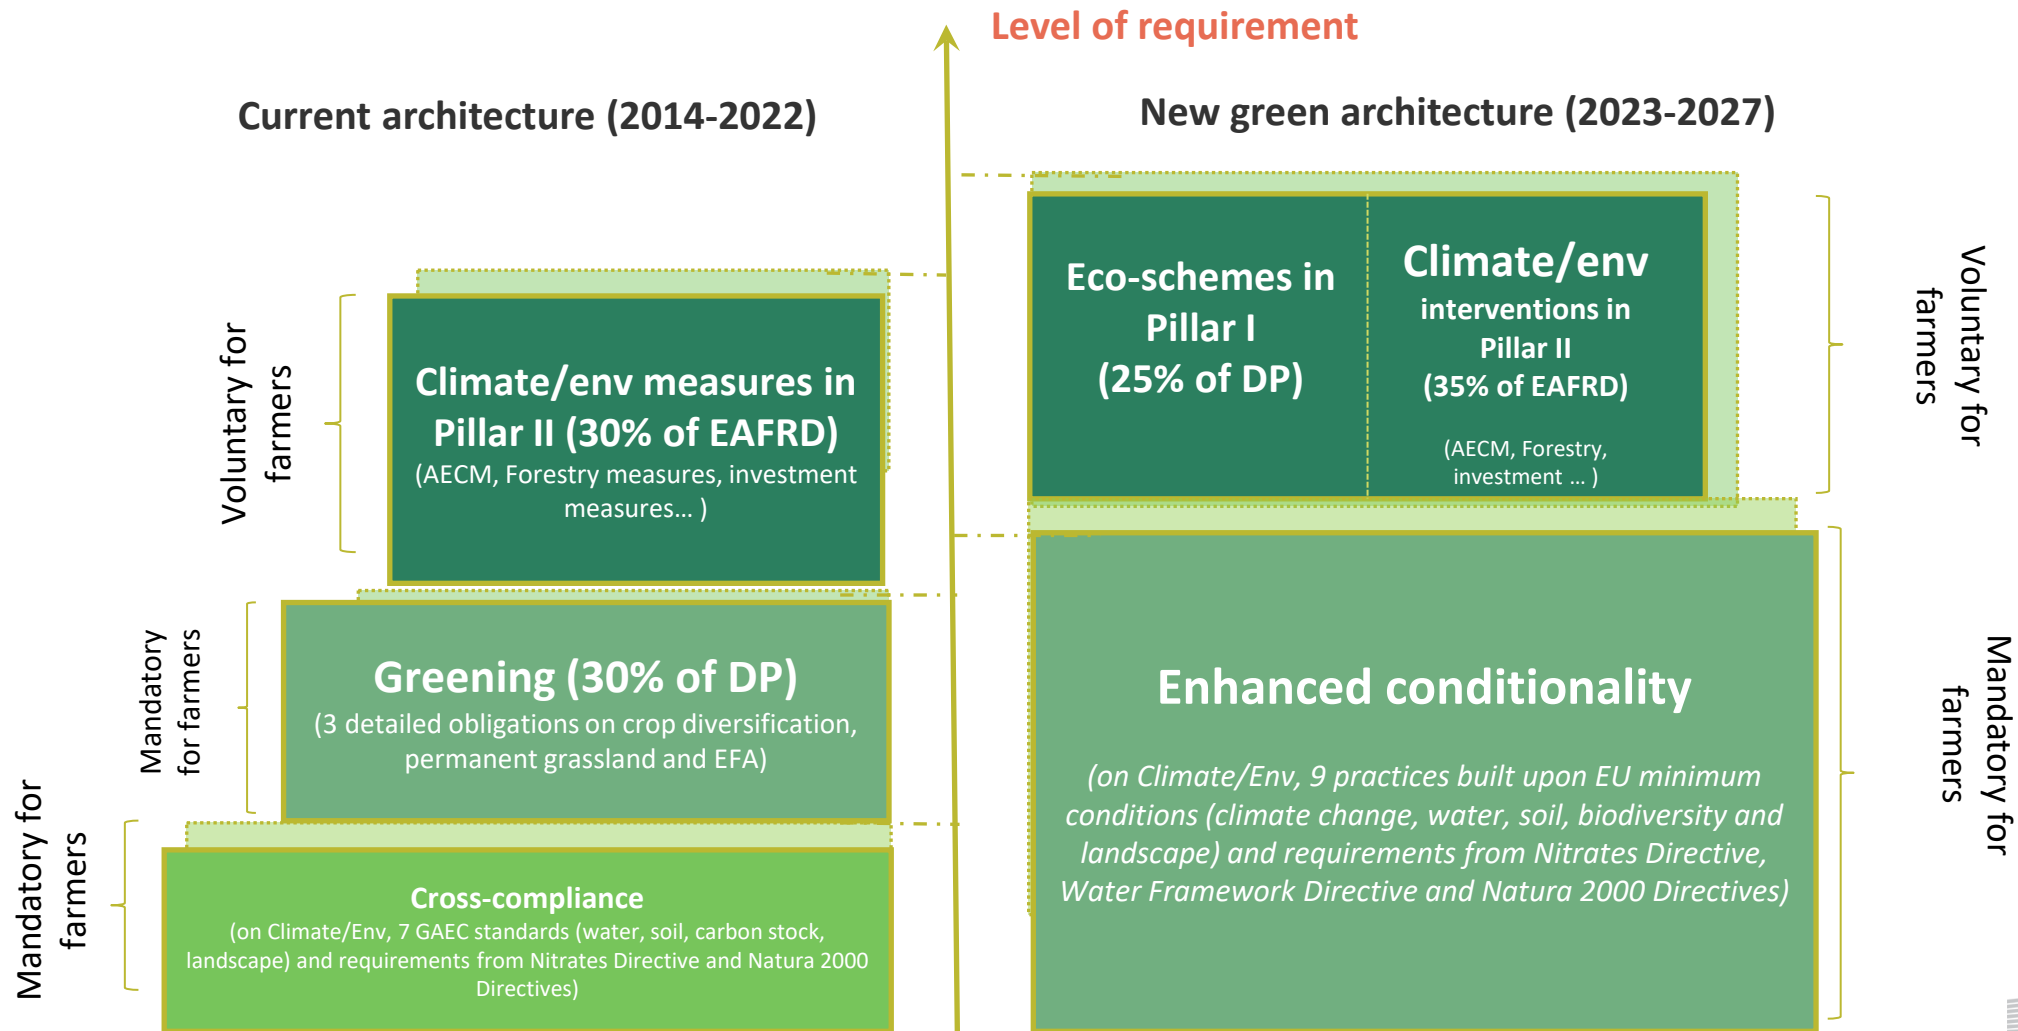 Level of requirement
Current architecture (2014-2022)
New green architecture (2023-2027)
Voluntary for
farmers
Climate/env measures in
Pillar II (30% of EAFRD)
(AECM, Forestry measures, investment
measures... )
Mandatory
for farmers
Greening (30% of DP)
(3 detailed obligations on crop diversification,
permanent grassland and EFA)
Mandatory for
farmers
Cross-compliance
(on Climate/Env, 7 GAEC standards (water, soil, carbon stock,
landscape) and requirements from Nitrates Directive and Natura 2000
Directives)
Eco-schemes in
Pillar I
(25% of DP)
Climate/env
interventions in
Pillar II
(35% of EAFRD)
(AECM, Forestry,
investment ... )
Voluntary for
farmers
Enhanced conditionality
(on Climate/Env, 9 practices built upon EU minimum
conditions (climate change, water, soil, biodiversity and
landscape) and requirements from Nitrates Directive,
Water Framework Directive and Natura 2000 Directives)
Mandatory for
farmers